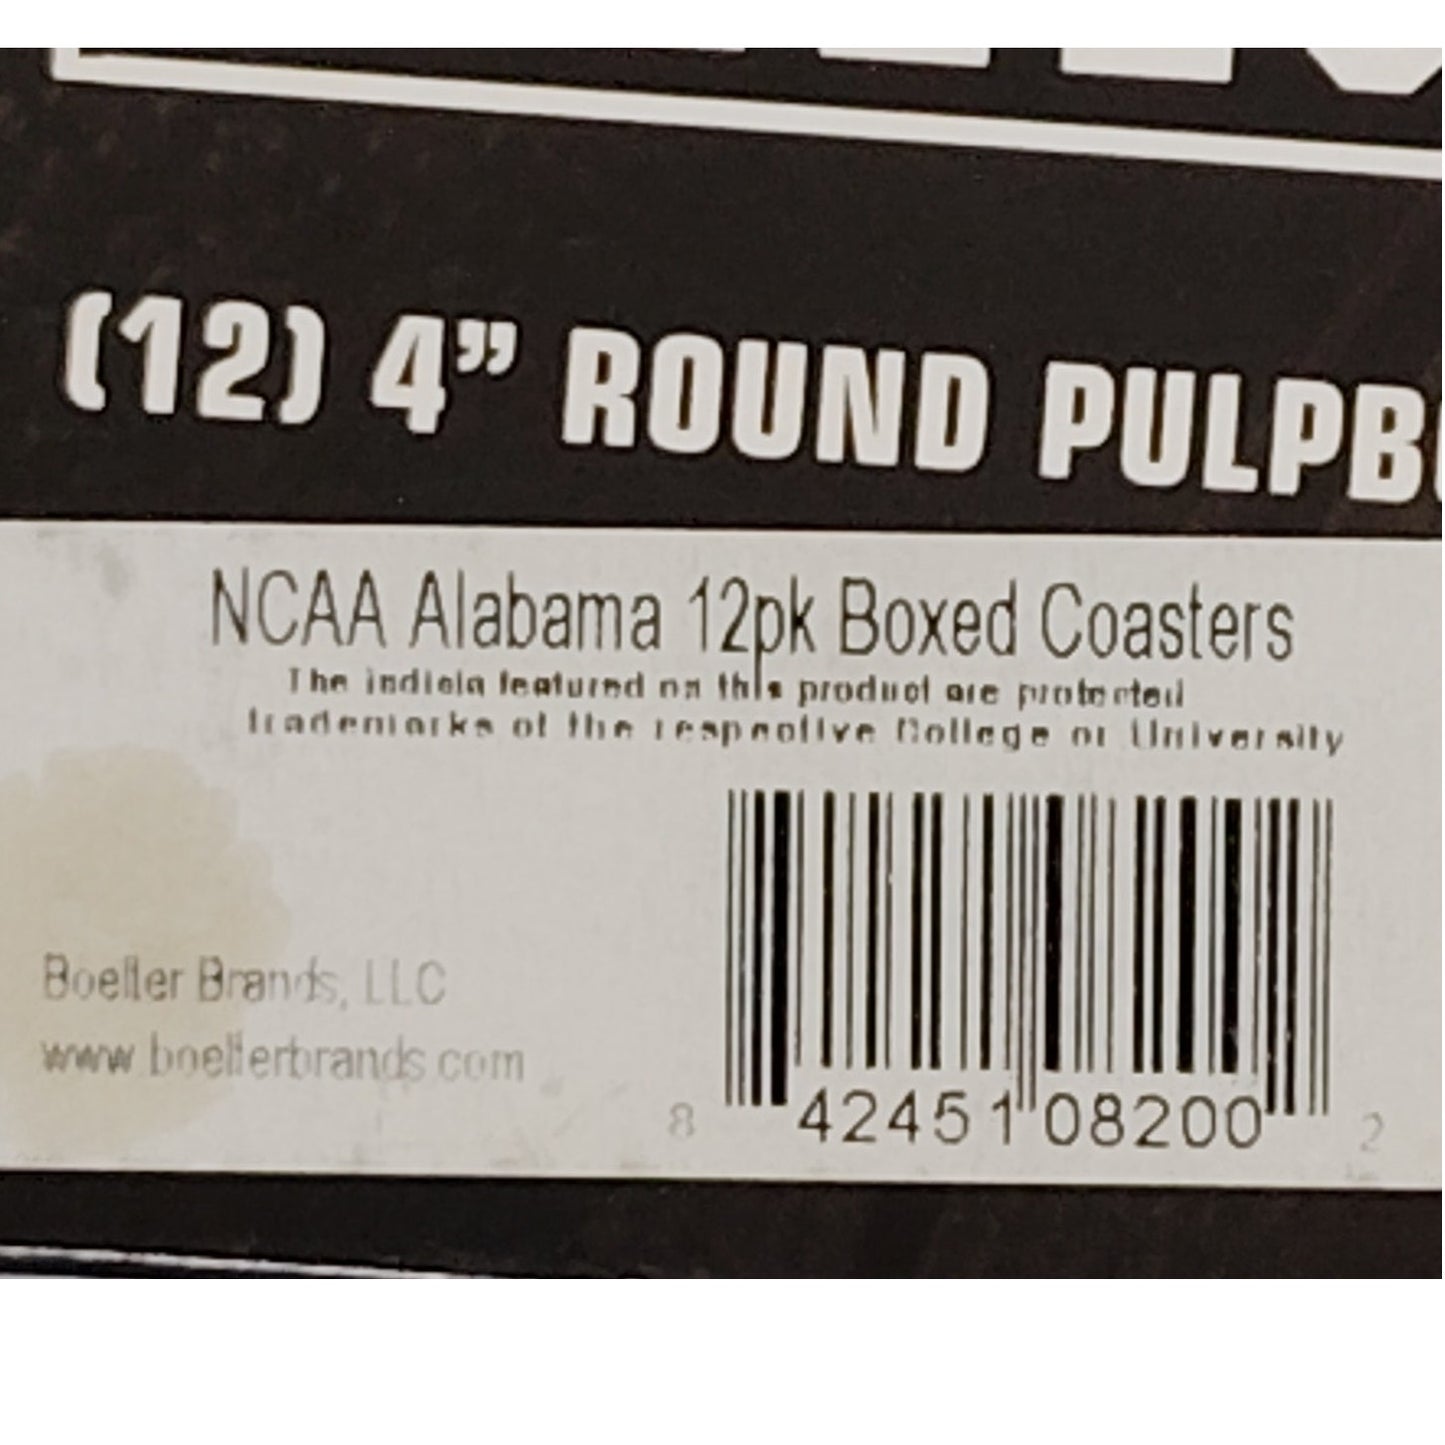 (12) 4” ROUND PULPB
NCAA Alabama 12pk Boxed Coasters
The indicia featured on this product are protected
trademarks of the respective College or University
Boelter Brands, LLC
www.boelterbrands.com
8 42451 08200 2